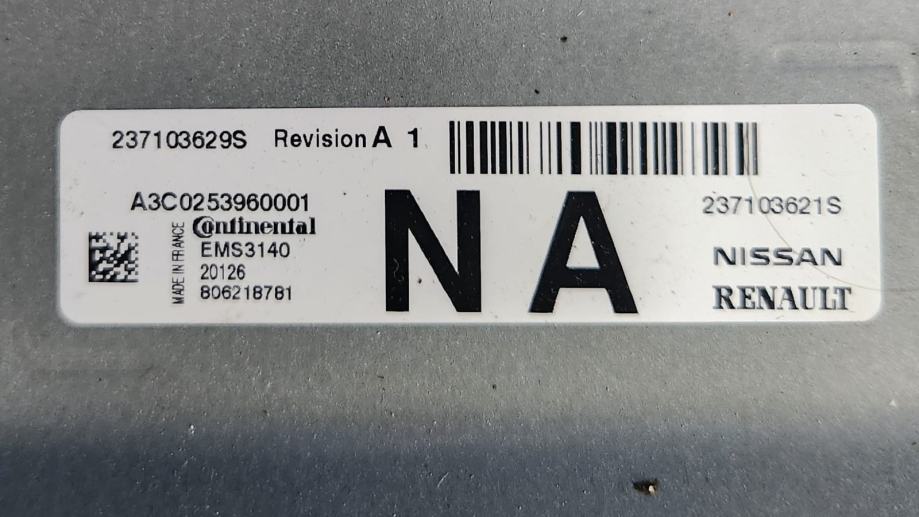 237103629S Revision A 1
A3C0253960001
Continental
EMS3140
20126
806218781
MADE IN FRANCE
NA
237103621S
NISSAN
RENAULT